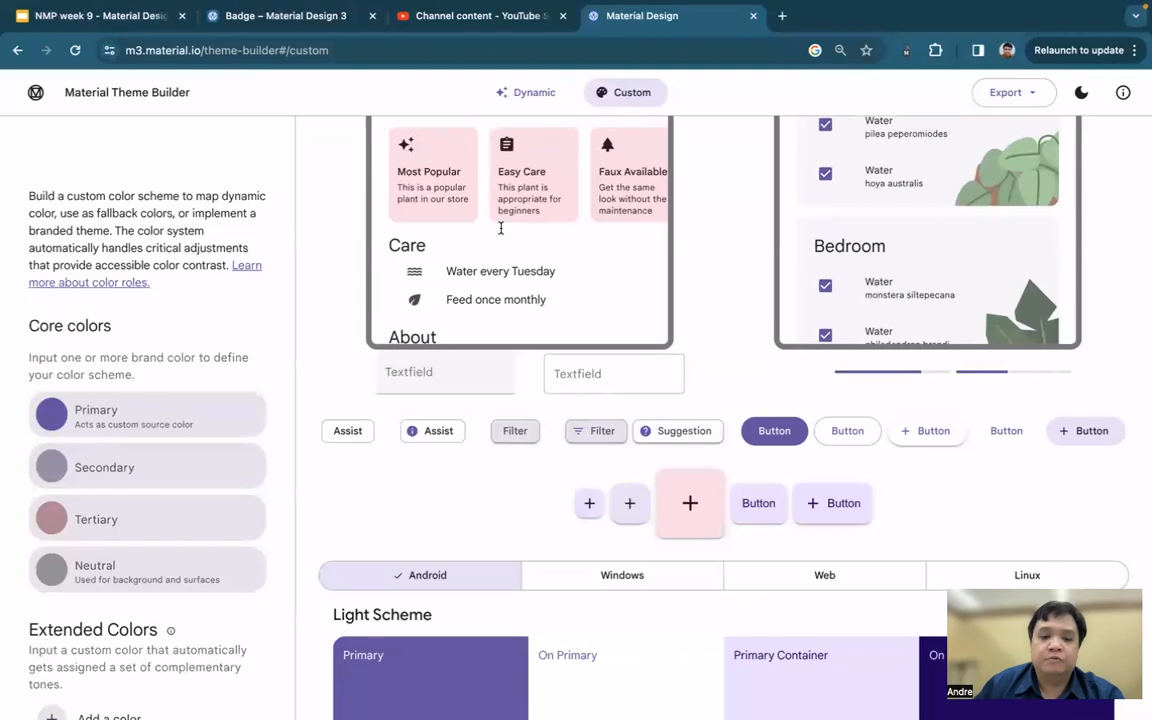 NMP week 9 - Material Desi
Badge – Material Design 3
Channel content - YouTube S
Material Design
m3.material.io/theme-builder#/custom
Relaunch to update
Material Theme Builder
Dynamic
Custom
Export
Build a custom color scheme to map dynamic
color, use as fallback colors, or implement a
branded theme. The color system
automatically handles critical adjustments
that provide accessible color contrast. Learn
more about color roles.
Core colors
Input one or more brand color to define
your color scheme.
Primary
Acts as custom source color
Secondary
Tertiary
Neutral
Used for background and surfaces
Extended Colors
Input a custom color that automatically
gets assigned a set of complementary
tones.
Add a color
Most Popular
This is a popular
plant in our store
Easy Care
This plant is
appropriate for
beginners
Faux Available
Get the same
look without the
maintenance
Care
Water every Tuesday
Feed once monthly
About
Water
pilea peperomiodes
Water
hoya australis
Bedroom
Water
monstera siltepecana
Water
Textfield
Textfield
Assist
Assist
Filter
Filter
Suggestion
Button
Button
Button
Button
Button
Button
Button
Android
Windows
Web
Linux
Light Scheme
Primary
On Primary
Primary Container
On
Andre